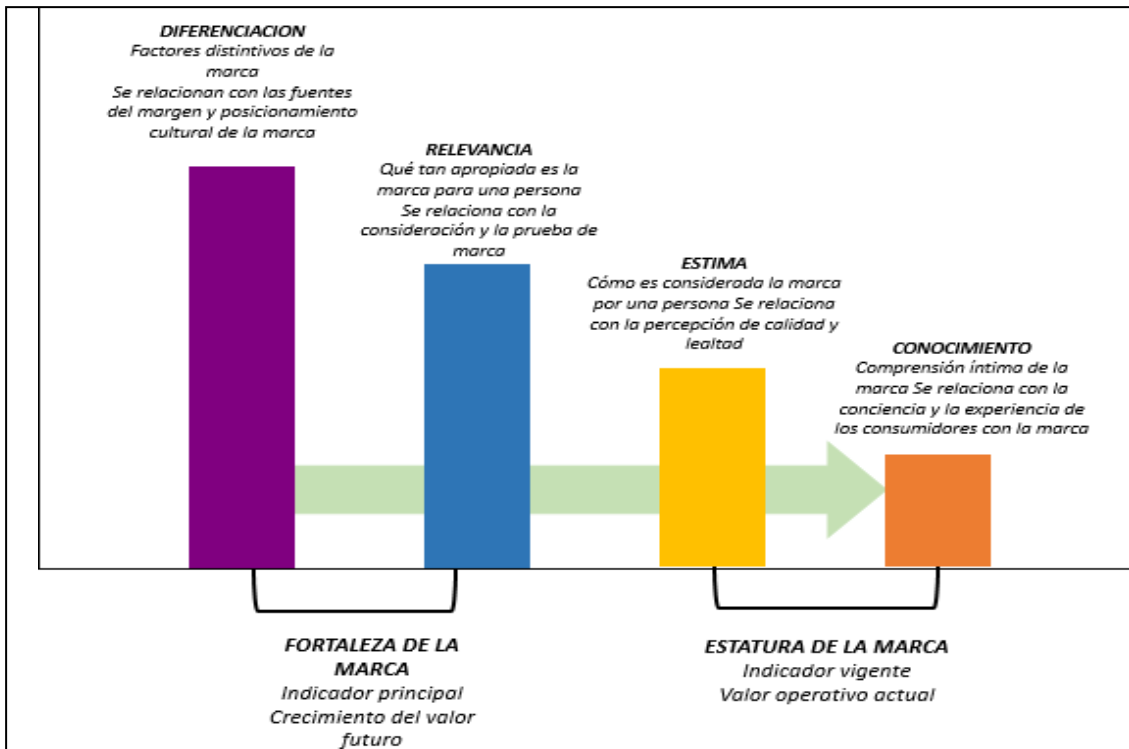 DIFERENCIACION
Factores distintivos de la
marca
Se relacionan con las fuentes
del margen y posicionamiento
cultural de la marca
RELEVANCIA
Qué tan apropiada es la
marca para una persona
Se relaciona con la
consideración y la prueba de
marca
ESTIMA
Cómo es considerada la marca
por una persona Se relaciona
con la percepción de calidad y
lealtad
CONOCIMIENTO
Comprensión íntima de la
marca Se relaciona con la
conciencia y la experiencia de
los consumidores con la marca
FORTALEZA DE LA
MARCA
Indicador principal
Crecimiento del valor
futuro
ESTATURA DE LA MARCA
Indicador vigente
Valor operativo actual